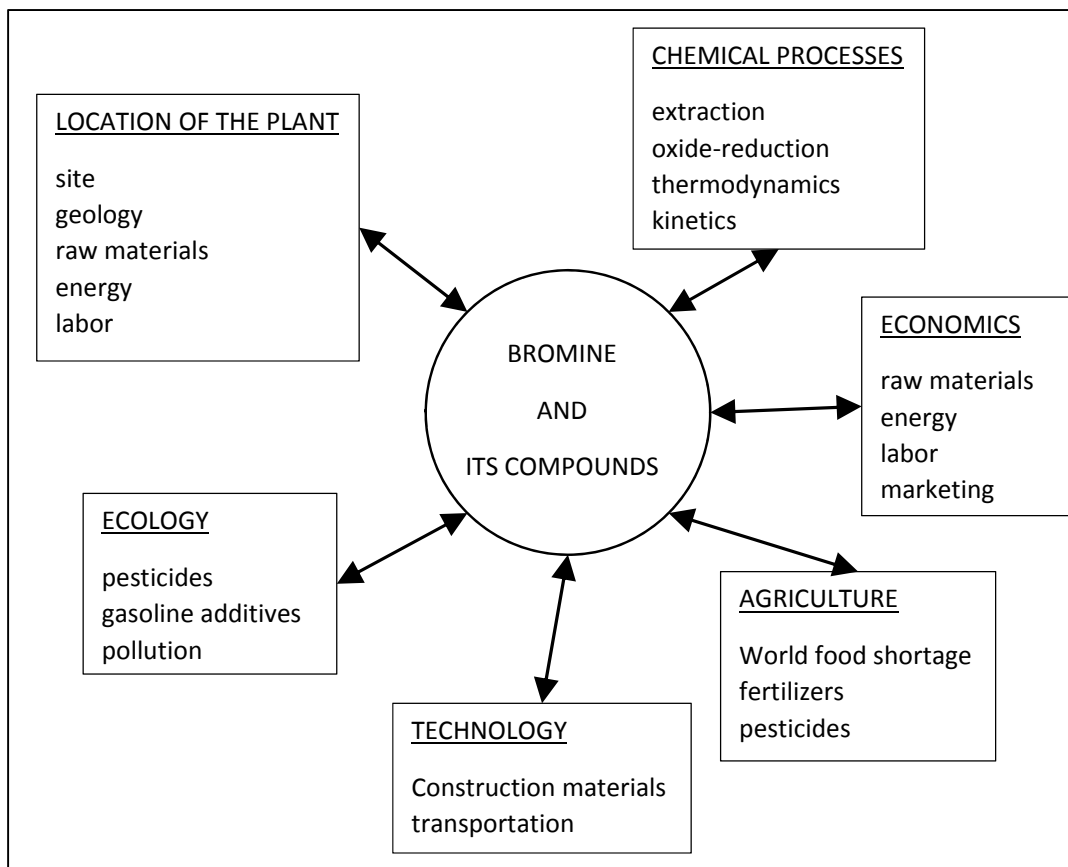 CHEMICAL PROCESSES
extraction
oxide-reduction
thermodynamics
kinetics
LOCATION OF THE PLANT
site
geology
raw materials
energy
labor
BROMINE
AND
ITS COMPOUNDS
ECONOMICS
raw materials
energy
labor
marketing
ECOLOGY
pesticides
gasoline additives
pollution
AGRICULTURE
World food shortage
fertilizers
pesticides
TECHNOLOGY
Construction materials
transportation